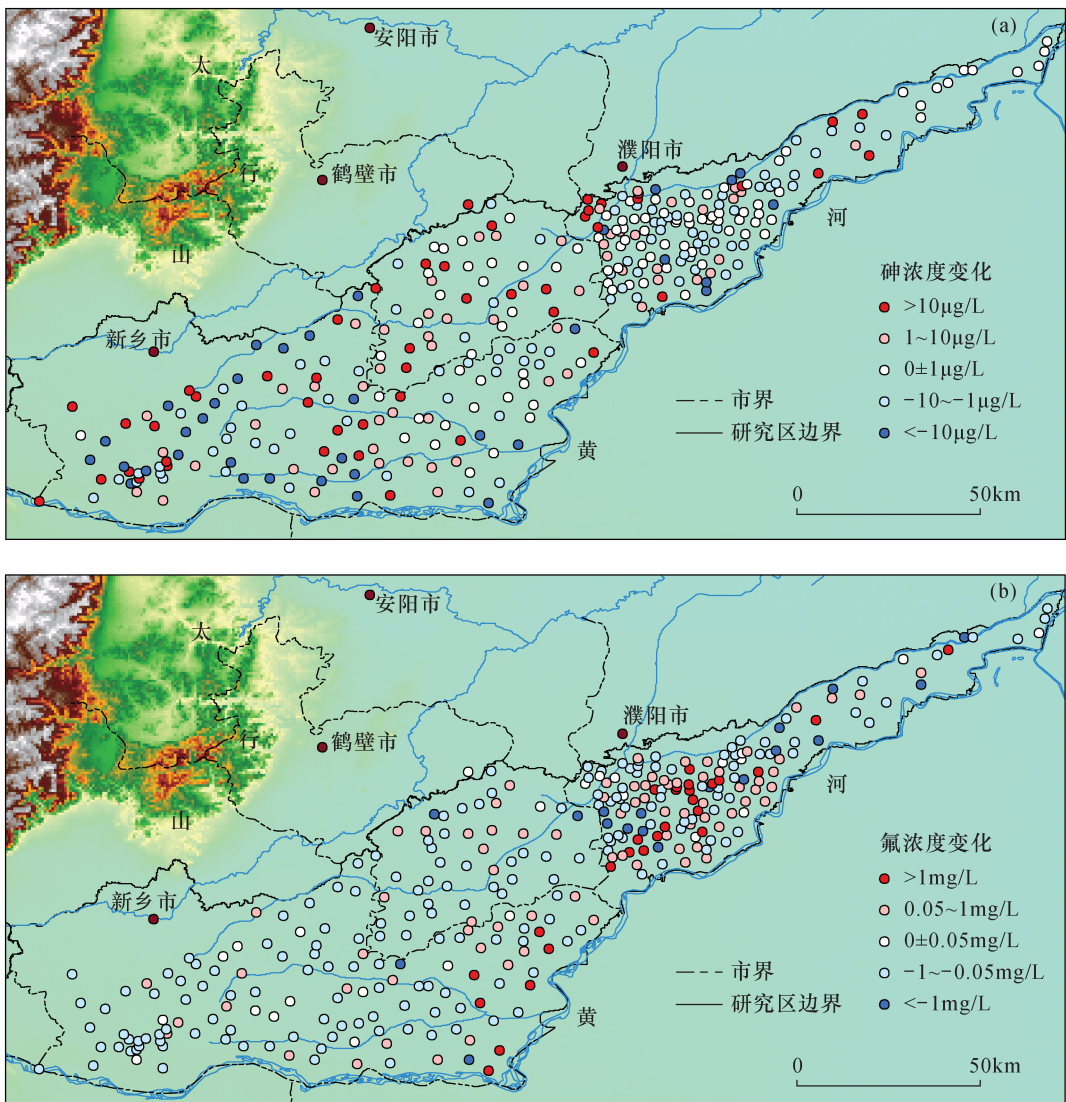 (a)
安阳市
太
行
山
鹤壁市
濮阳市
新乡市
河
黄
砷浓度变化
>10μg/L
1~10μg/L
0±1μg/L
−10~−1μg/L
<−10μg/L
市界
研究区边界
0 50km
(b)
安阳市
太
行
山
鹤壁市
濮阳市
新乡市
河
黄
氟浓度变化
>1mg/L
0.05~1mg/L
0±0.05mg/L
−1~−0.05mg/L
<−1mg/L
市界
研究区边界
0 50km